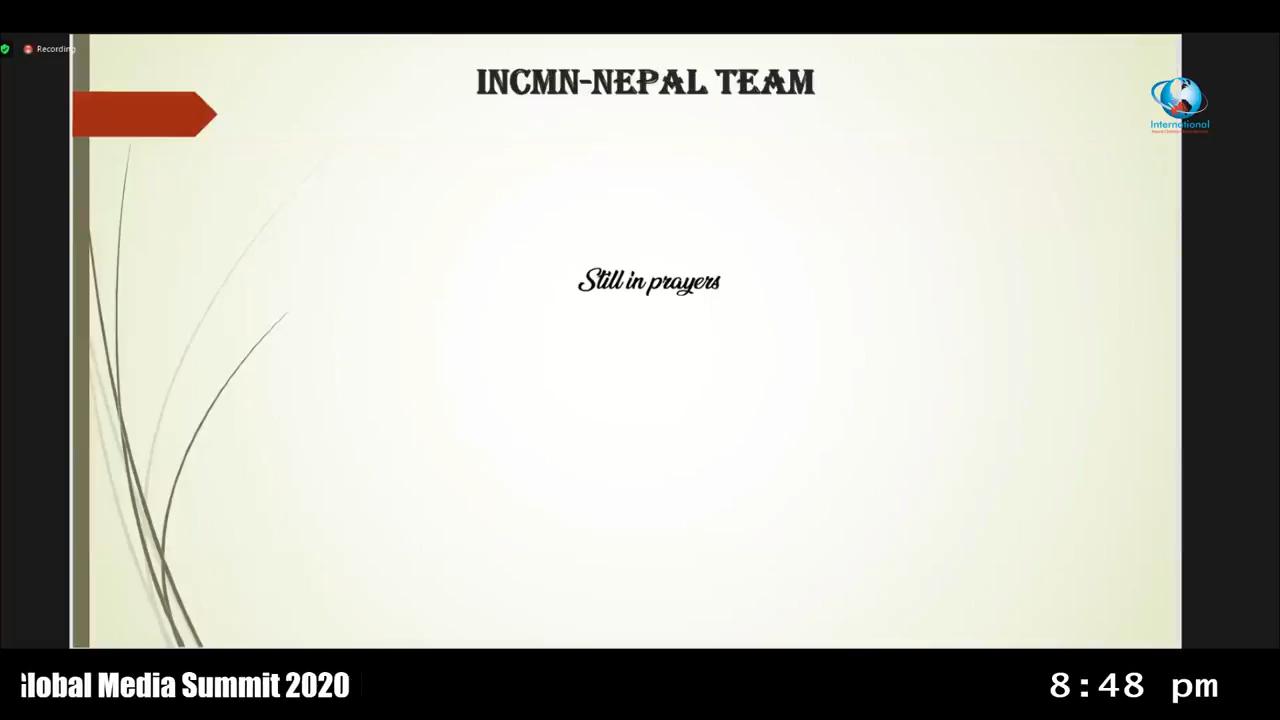 Recording
INCMN-NEPAL TEAM
International
Still in prayers
lobal Media Summit 2020
8:48 pm